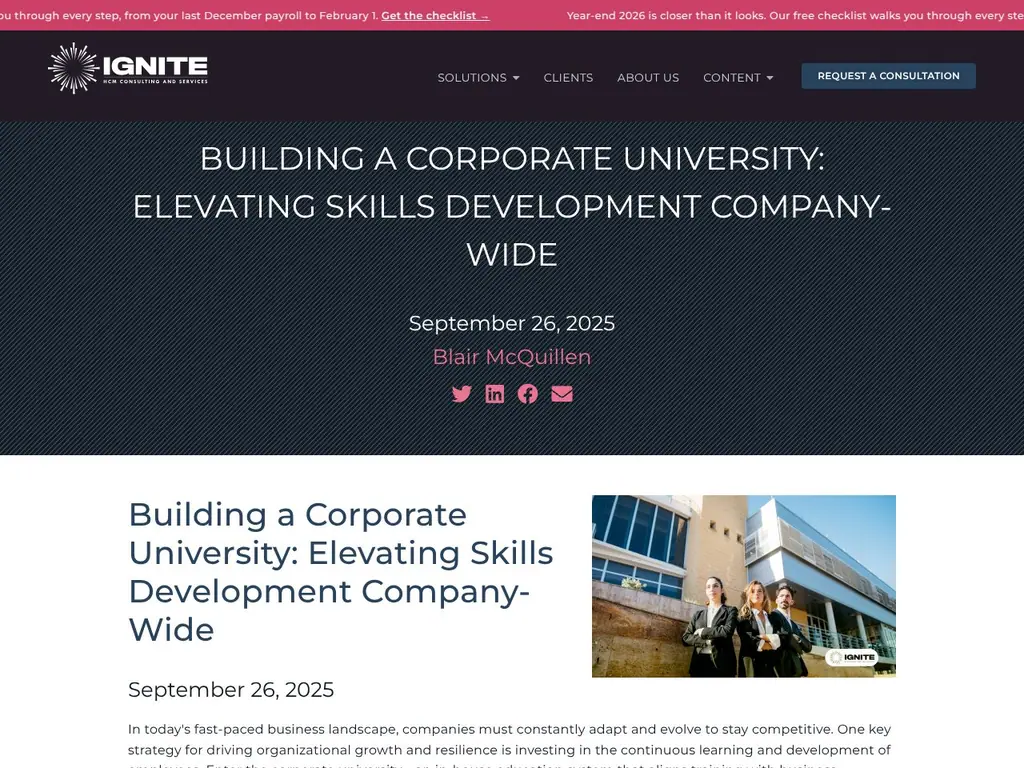 ou through every step, from your last December payroll to February 1. Get the checklist → Year-end 2026 is closer than it looks. Our free checklist walks you through every ste
IGNITE
HCM CONSULTING AND SERVICES
SOLUTIONS CLIENTS ABOUT US CONTENT REQUEST A CONSULTATION
BUILDING A CORPORATE UNIVERSITY:
ELEVATING SKILLS DEVELOPMENT COMPANY-
WIDE
September 26, 2025
Blair McQuillen
Building a Corporate
University: Elevating Skills
Development Company-
Wide
IGNITE
September 26, 2025
In today's fast-paced business landscape, companies must constantly adapt and evolve to stay competitive. One key
strategy for driving organizational growth and resilience is investing in the continuous learning and development of